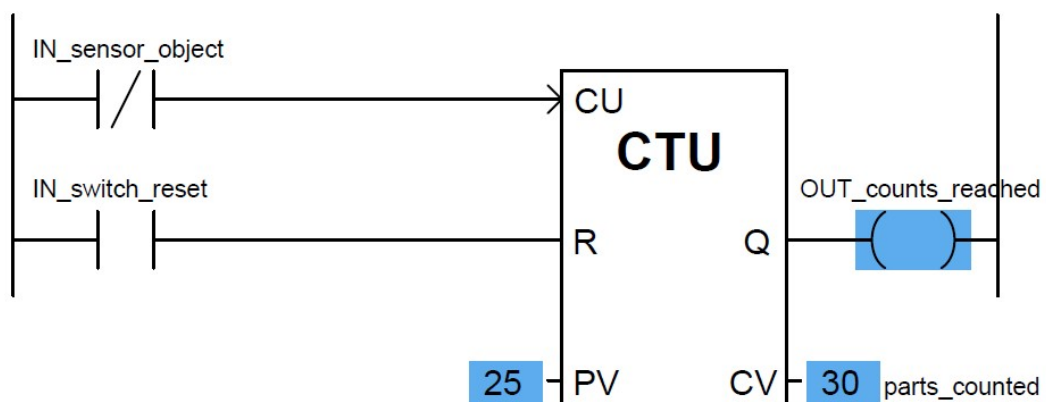 IN_sensor_object
CU
CTU
IN_switch_reset
OUT_counts_reached
R
Q
25
PV
CV
30
parts_counted